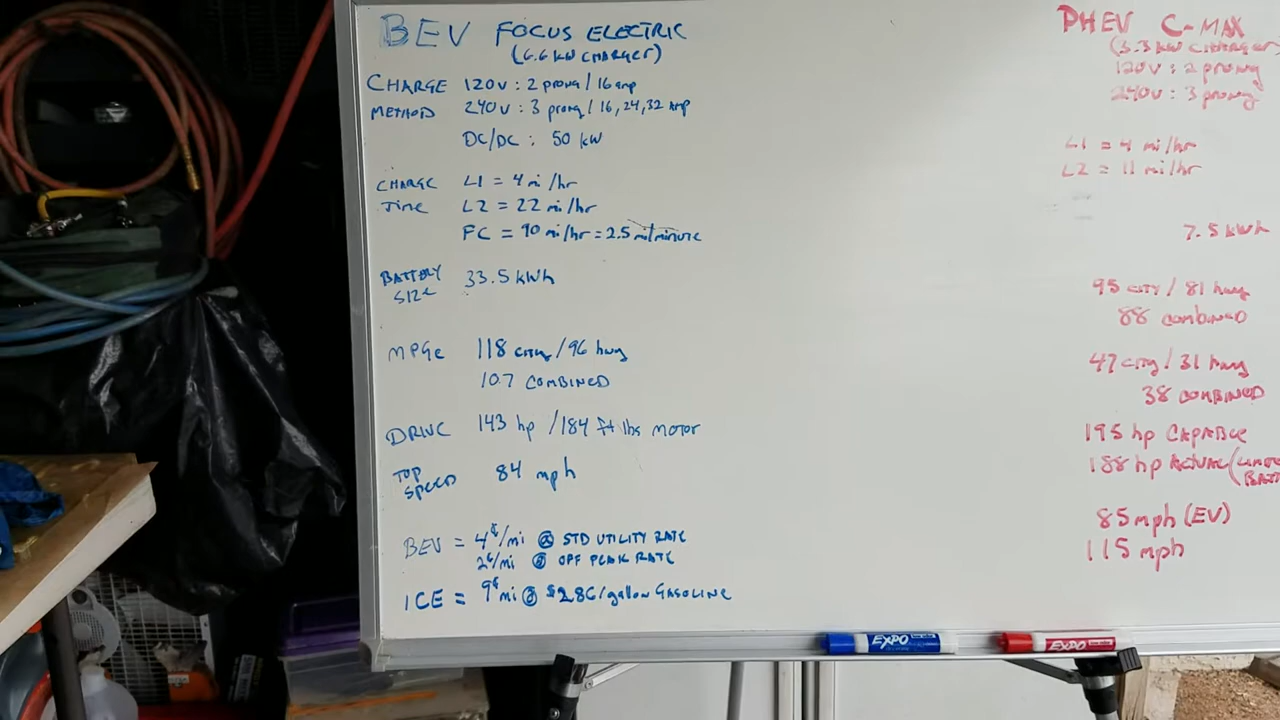 BEV FOCUS ELECTRIC
(6.6 KW CHARGER)
CHARGE METHOD
120V : 2 prong / 16 amp
240V : 3 prong / 16, 24, 32 amp
DC/DC : 50 KW
CHARGE TIME
L1 = 4 mi/hr
L2 = 22 mi/hr
FC = 90 mi/hr = 2.5 mi/minute
BATTERY SIZE
33.5 KWh
MPGe 118 CITY / 96 hwy
107 COMBINED
DRIVE 143 hp / 184 ft lbs MOTOR
TOP SPEED 84 mph
BEV = 4¢/mi @ STD UTILITY RATE
2¢/mi @ OFF PEAK RATE
ICE = 9¢ mi @ $2.86/gallon GASOLINE
PHEV C-MAX
(3.3 KW CHARGER)
120V : 2 prong
240V : 3 prong
L1 = 4 mi/hr
L2 = 11 mi/hr
7.5 KWh
95 CITY / 81 hwy
88 COMBINED
47 CITY / 31 hwy
38 COMBINED
195 hp CAPABLE
188 hp ACTUAL
85 mph (EV)
115 mph
EXPO
EXPO